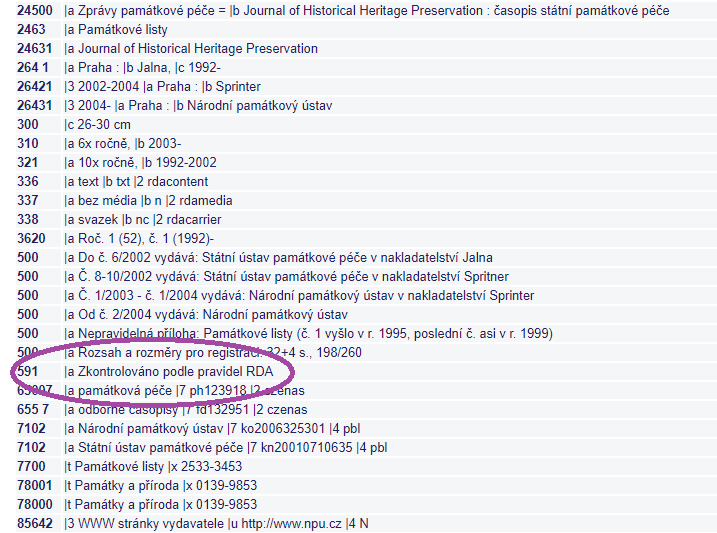 24500 |a Zprávy památkové péče = |b Journal of Historical Heritage Preservation : časopis státní památkové péče
2463 |a Památkové listy
24631 |a Journal of Historical Heritage Preservation
264 1 |a Praha : |b Jalna, |c 1992-
26421 |3 2002-2004 |a Praha : |b Sprinter
26431 |3 2004- |a Praha : |b Národní památkový ústav
300 |c 26-30 cm
310 |a 6x ročně, |b 2003-
321 |a 10x ročně, |b 1992-2002
336 |a text |b txt |2 rdacontent
337 |a bez média |b n |2 rdamedia
338 |a svazek |b nc |2 rdacarrier
3620 |a Roč. 1 (52), č. 1 (1992)-
500 |a Do č. 6/2002 vydává: Státní ústav památkové péče v nakladatelství Jalna
500 |a Č. 8-10/2002 vydává: Státní ústav památkové péče v nakladatelství Spritner
500 |a Č. 1/2003 - č. 1/2004 vydává: Národní památkový ústav v nakladatelství Sprinter
500 |a Od č. 2/2004 vydává: Národní památkový ústav
500 |a Nepravidelná příloha: Památkové listy (č. 1 vyšlo v r. 1995, poslední č. asi v r. 1999)
500 |a Rozsah a rozměry pro registraci: 32+4 s., 198/260
591 |a Zkontrolováno podle pravidel RDA
65007 |a památková péče |7 ph123918 |2 czenas
655 7 |a odborné časopisy |7 fd132951 |2 czenas
7102 |a Národní památkový ústav |7 ko2006325301 |4 pbl
7102 |a Státní ústav památkové péče |7 kn20010710635 |4 pbl
7700 |t Památkové listy |x 2533-3453
78001 |t Památky a příroda |x 0139-9853
78000 |t Památky a příroda |x 0139-9853
85642 |3 WWW stránky vydavatele |u http://www.npu.cz |4 N